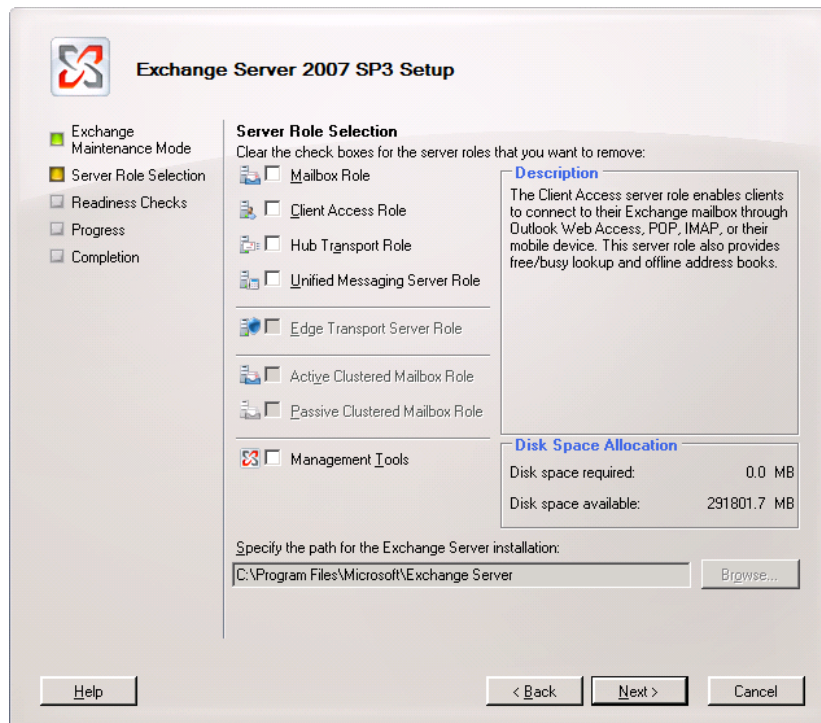 Exchange Server 2007 SP3 Setup
Exchange
Maintenance Mode
Server Role Selection
Readiness Checks
Progress
Completion
Server Role Selection
Clear the check boxes for the server roles that you want to remove:
Mailbox Role
Client Access Role
Hub Transport Role
Unified Messaging Server Role
Edge Transport Server Role
Active Clustered Mailbox Role
Passive Clustered Mailbox Role
Management Tools
Description
The Client Access server role enables clients
to connect to their Exchange mailbox through
Outlook Web Access, POP, IMAP, or their
mobile device. This server role also provides
free/busy lookup and offline address books.
Disk Space Allocation
Disk space required: 0.0 MB
Disk space available: 291801.7 MB
Specify the path for the Exchange Server installation:
C:\Program Files\Microsoft\Exchange Server
Browse...
Help
< Back
Next >
Cancel